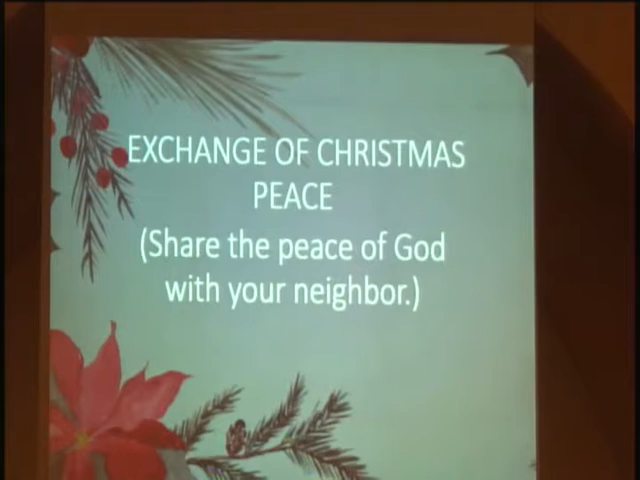 EXCHANGE OF CHRISTMAS
PEACE
(Share the peace of God
with your neighbor.)